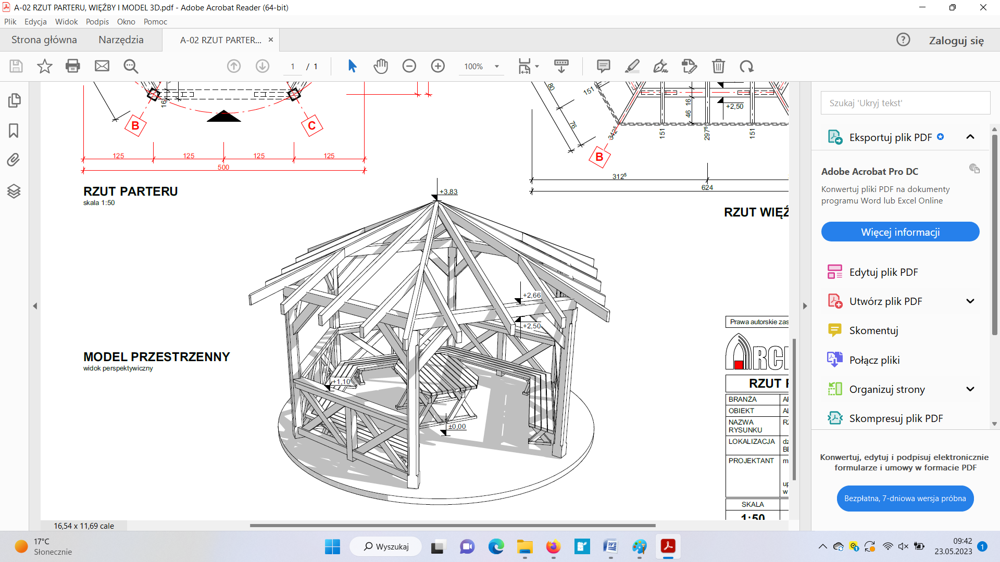 A-02 RZUT PARTERU, WIĘŹBY I MODEL 3D.pdf - Adobe Acrobat Reader (64-bit)
Plik Edycja Widok Podpis Okno Pomoc
Strona główna Narzędzia A-02 RZUT PARTER... × ? Zaloguj się
1 / 1 100%
16
B
C
125 125 125 125
500
RZUT PARTERU
skala 1:50
80
151
76
342⁵
46 16
+2,50
151
297⁵
151
B
312⁵
624
RZUT WIĘŹ
+3,83
+2,66
+2,50
+1,10
±0,00
MODEL PRZESTRZENNY
widok perspektywiczny
Prawa autorskie zas
ARC
RZUT
BRANŻA
OBIEKT
NAZWA
RYSUNKU
LOKALIZACJA
PROJEKTANT
SKALA
1:50
16,54 x 11,69 cale
Szukaj 'Ukryj tekst'
Eksportuj plik PDF
Adobe Acrobat Pro DC
Konwertuj pliki PDF na dokumenty
programu Word lub Excel Online
Więcej informacji
Edytuj plik PDF
Utwórz plik PDF
Skomentuj
Połącz pliki
Organizuj strony
Skompresuj plik PDF
Konwertuj, edytuj i podpisuj elektronicznie
formularze i umowy w formacie PDF
Bezpłatna, 7-dniowa wersja próbna
17°C
Słonecznie
Wyszukaj
09:42
23.05.2023
1